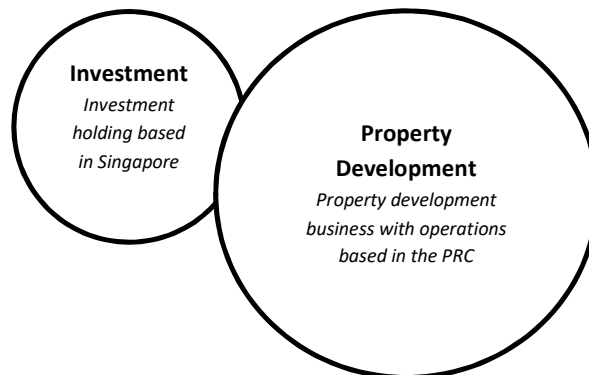 Investment
Investment
holding based
in Singapore
Property
Development
Property development
business with operations
based in the PRC